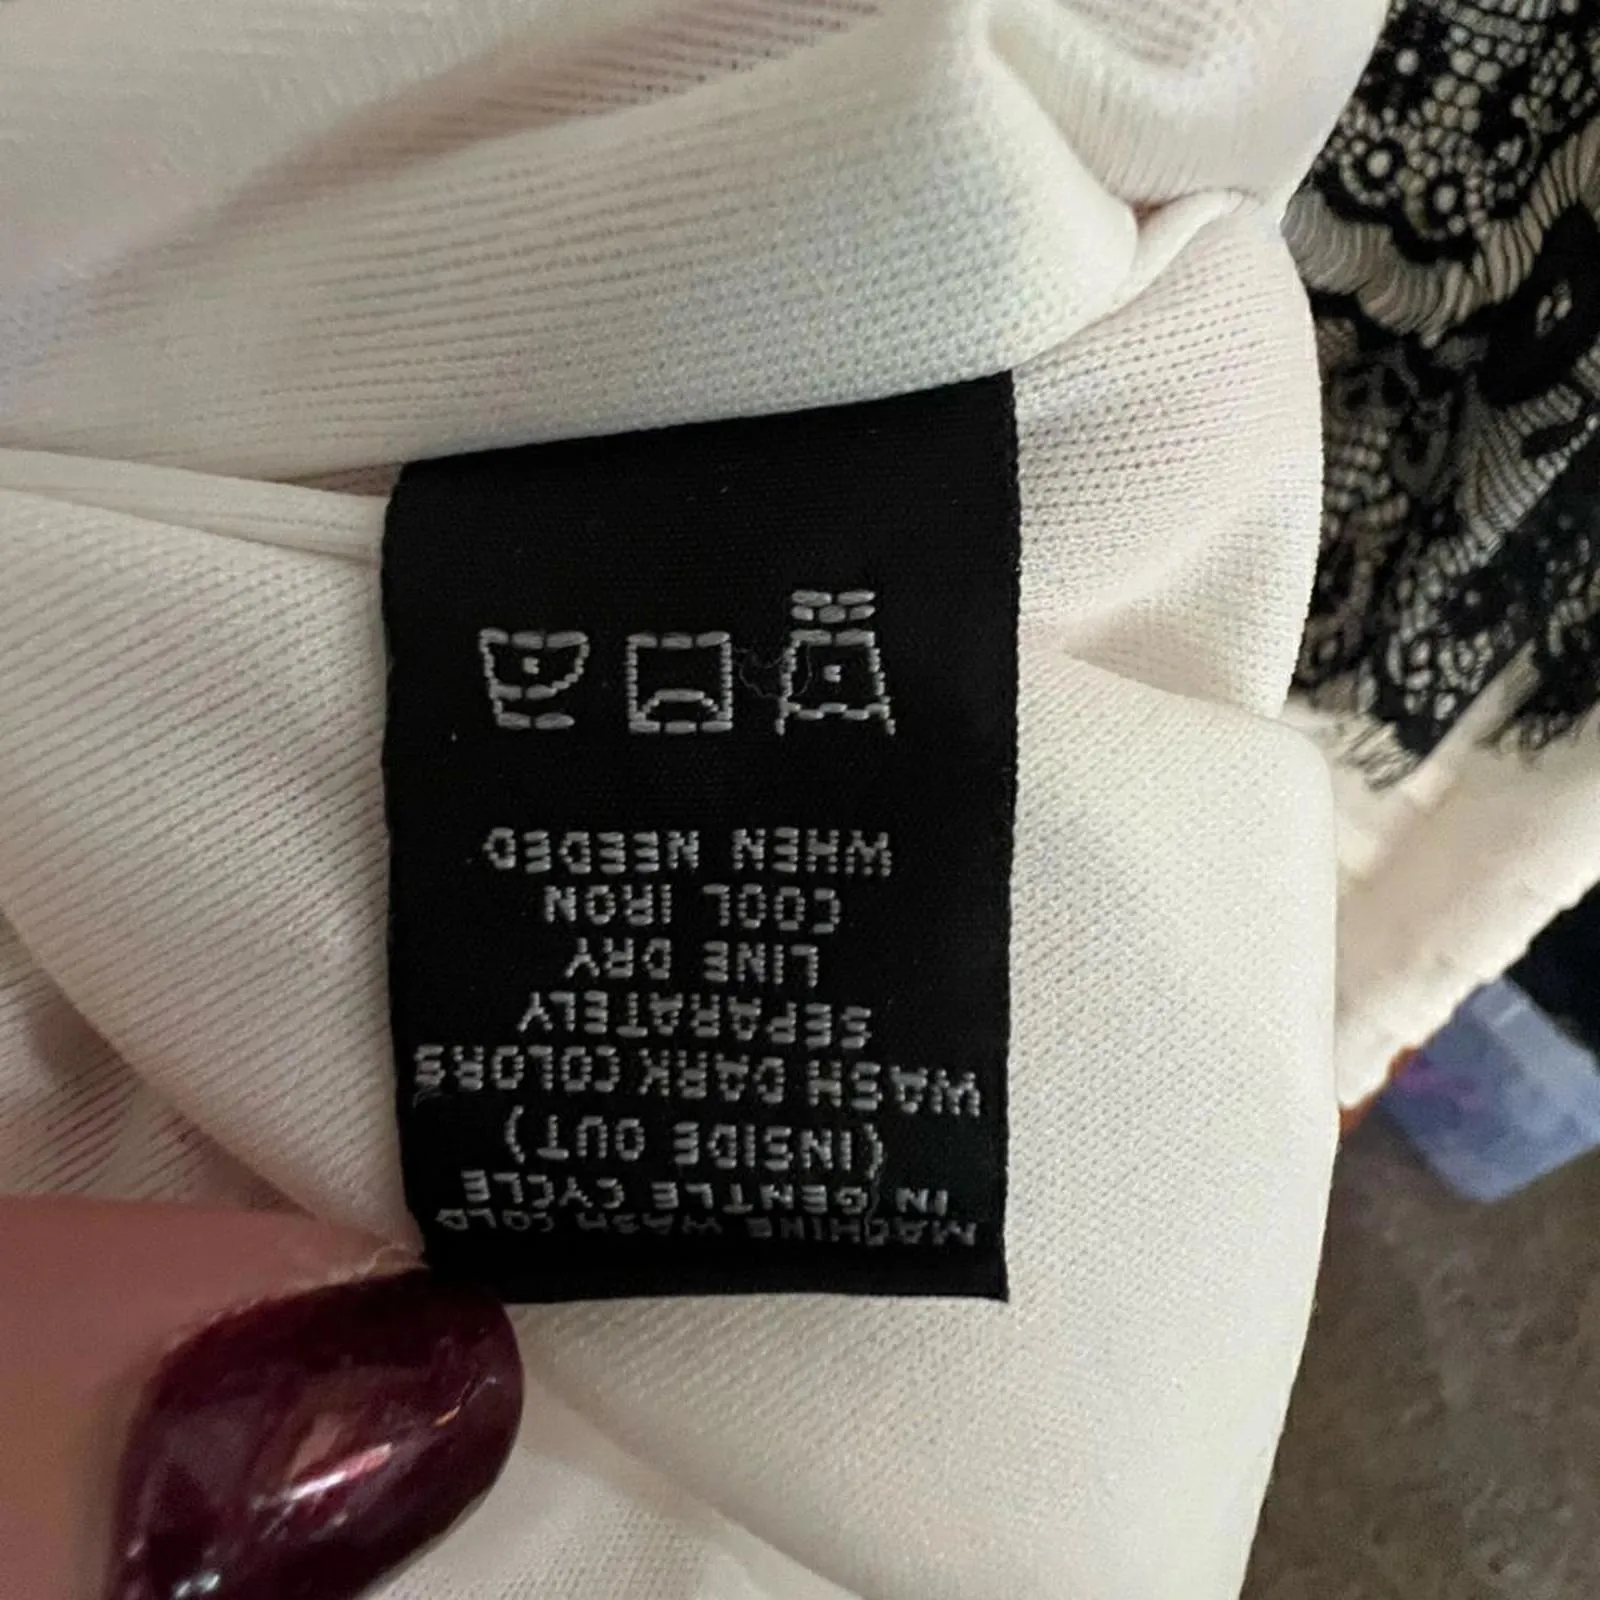 MACHINE WASH COLD
IN GENTLE CYCLE
(INSIDE OUT)
WASH DARK COLORS
SEPARATELY
LINE DRY
COOL IRON
WHEN NEEDED